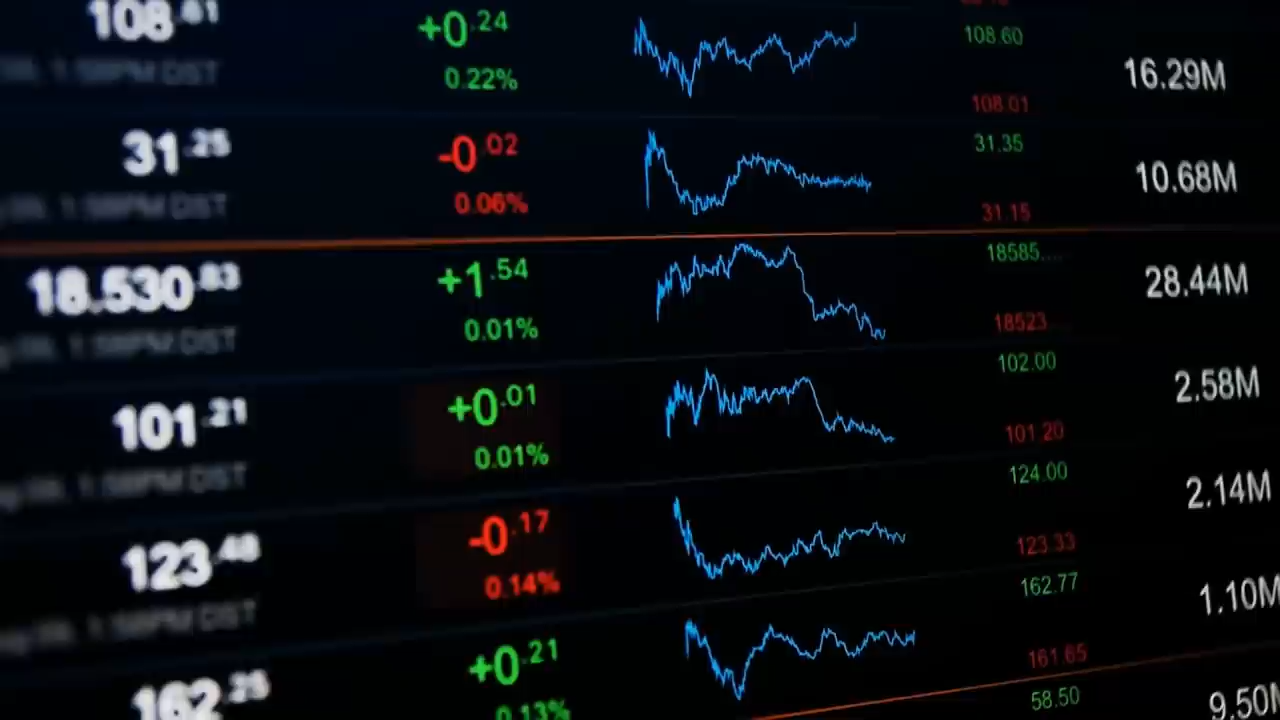 108.61 +0.24 108.60 16.29M
0.22% 108.01
31.25 -0.02 31.35 10.68M
0.06% 31.15
18.530.83 +1.54 18585.... 28.44M
0.01% 18523
101.21 +0.01 102.00 2.58M
0.01% 101.20
123.48 -0.17 124.00 2.14M
0.14% 123.33
162.25 +0.21 162.77 1.10M
0.13% 161.65
58.50 9.50M